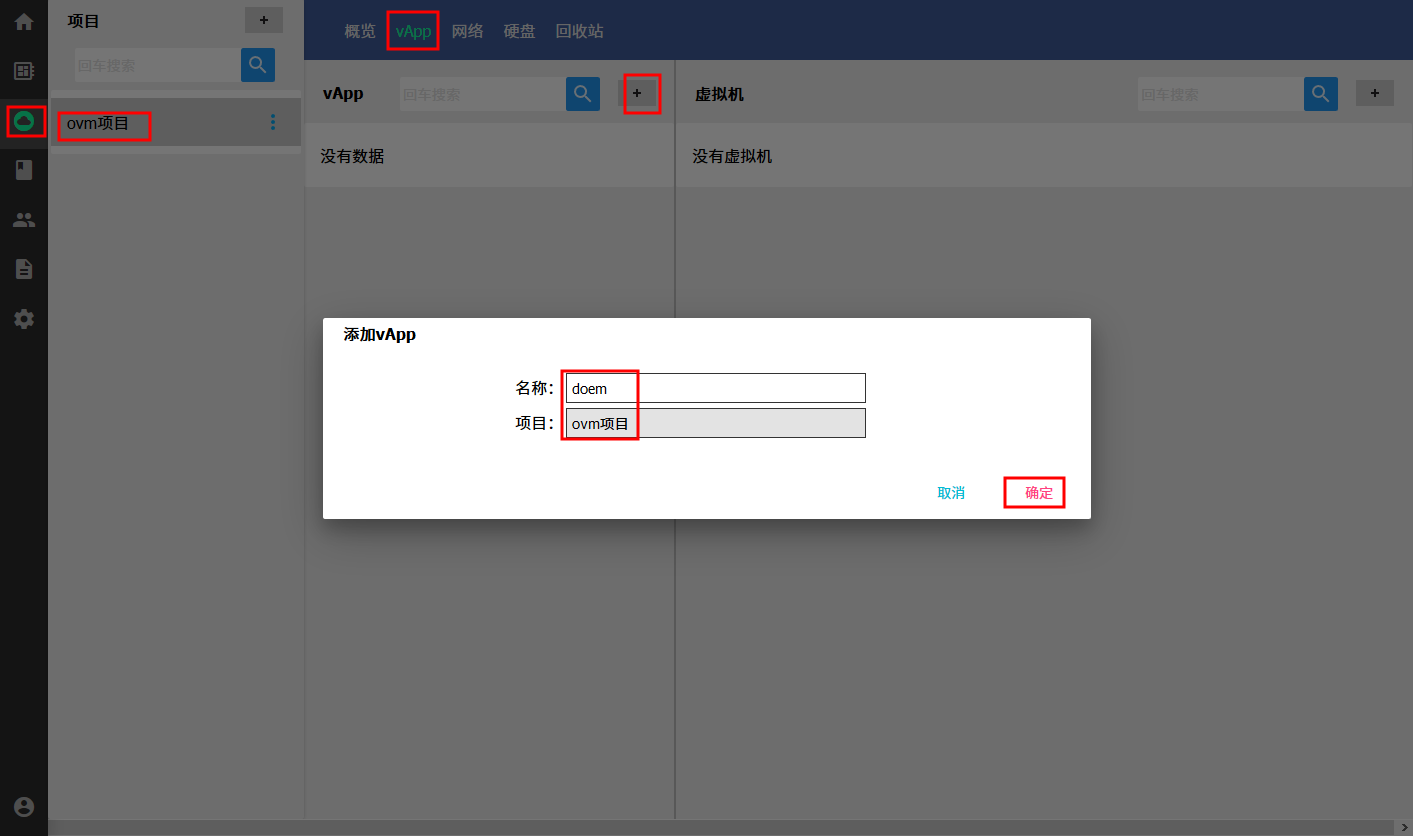 项目
+
回车搜索
ovm项目
概览 vApp 网络 硬盘 回收站
vApp
回车搜索
+
没有数据
虚拟机
回车搜索
+
没有虚拟机
添加vApp
名称： doem
项目： ovm项目
取消 确定